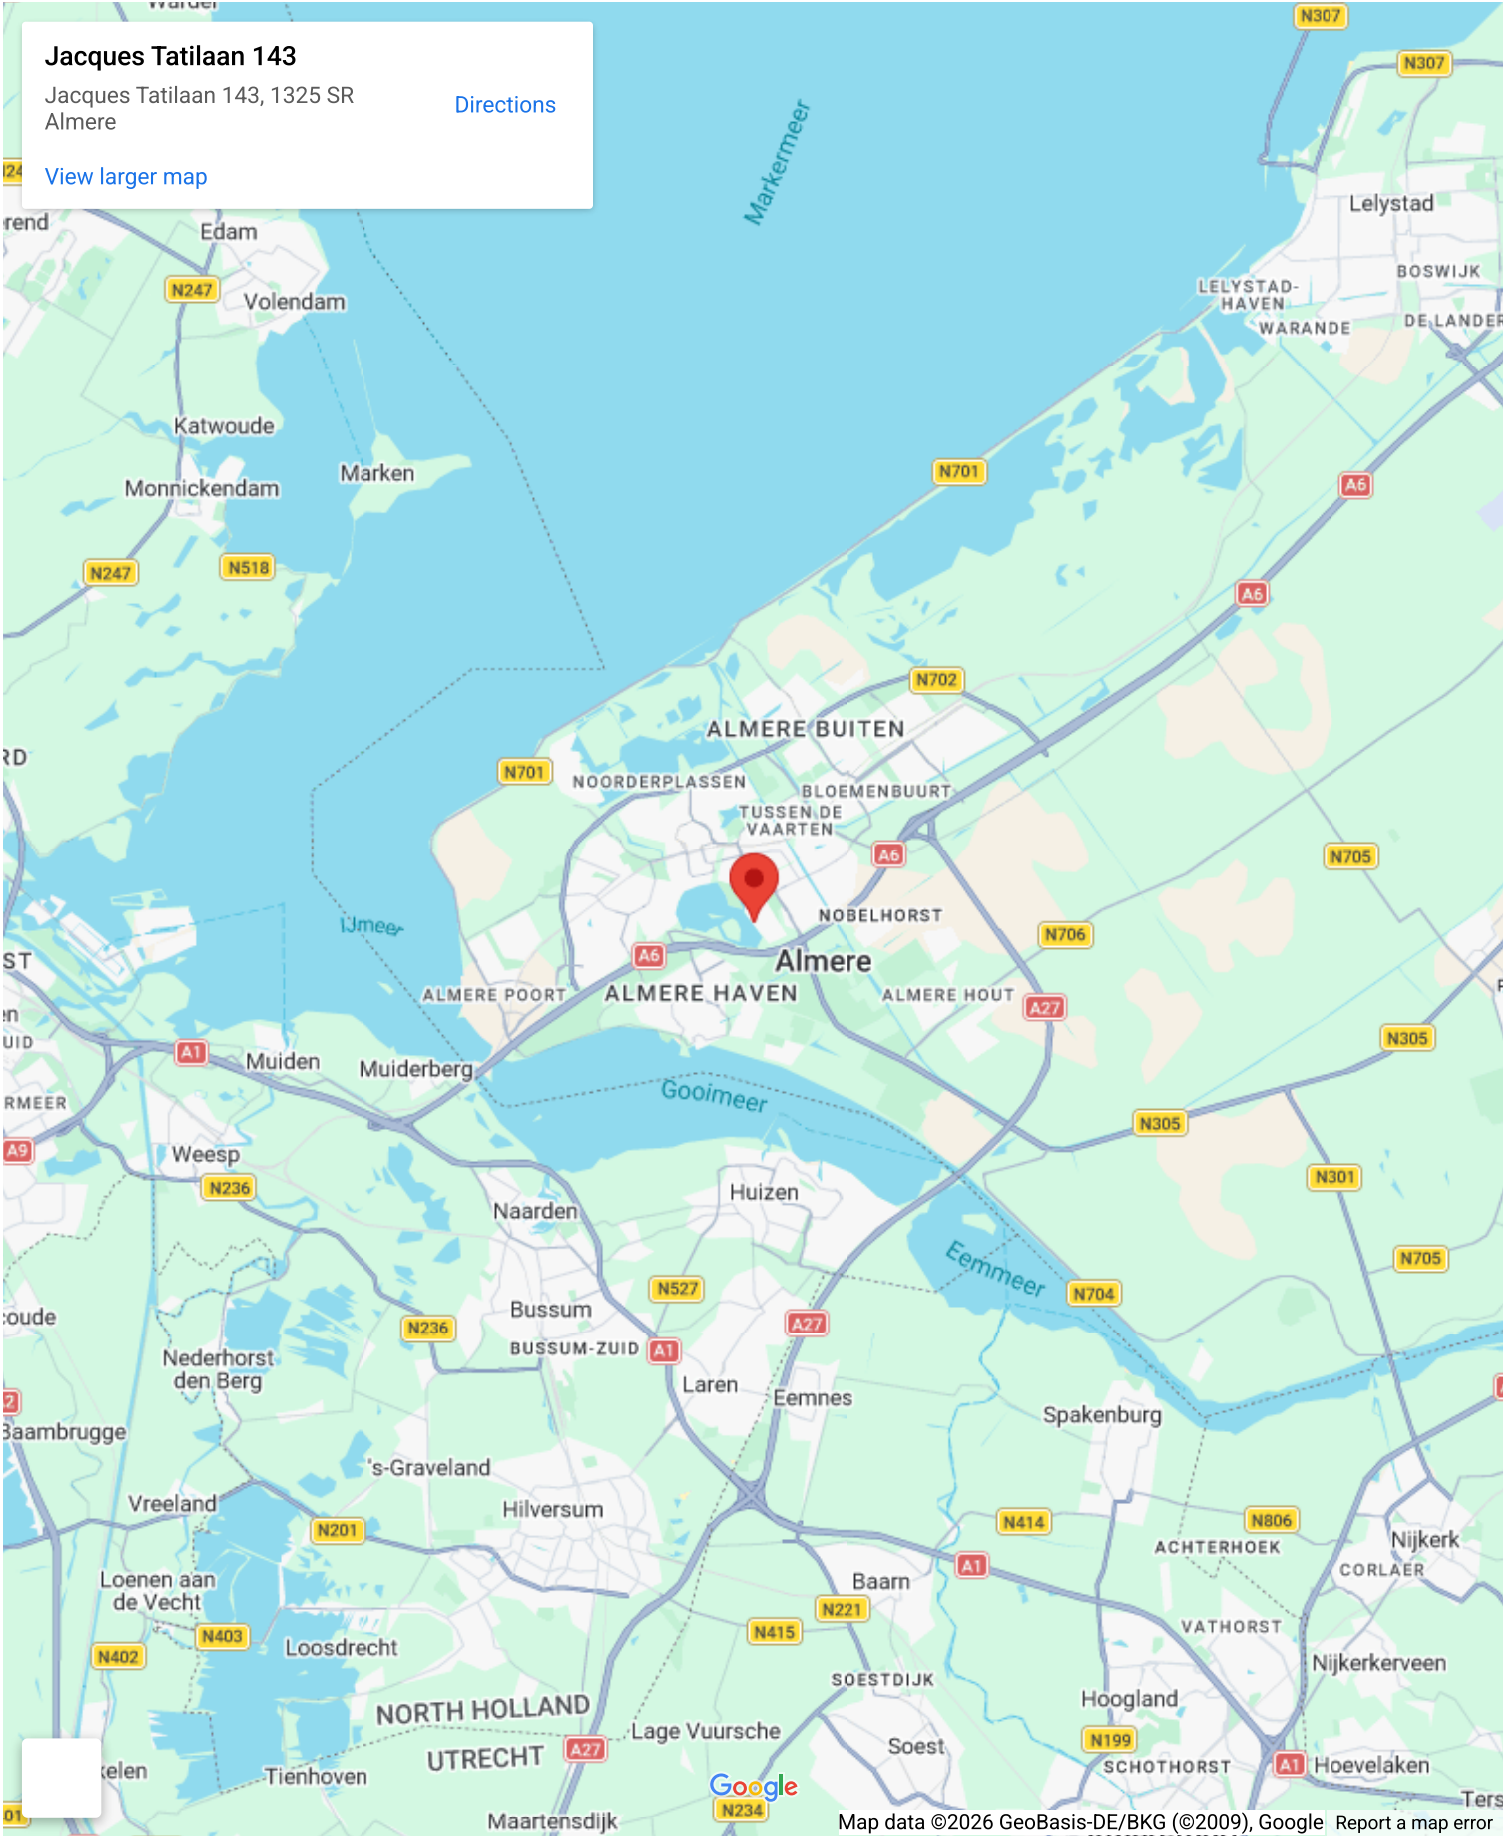 Warder
N307
N307
Jacques Tatilaan 143
Jacques Tatilaan 143, 1325 SR
Almere
Directions
View larger map
Markermeer
Lelystad
Edam
N247
Volendam
BOSWIJK
LELYSTAD-
HAVEN
WARANDE
Katwoude
Marken
Monnickendam
N701
A6
N247
N518
A6
N702
ALMERE BUITEN
N701
NOORDERPLASSEN
BLOEMENBUURT
TUSSEN DE
VAARTEN
A6
N705
NOBELHORST
IJmeer
N706
A6
Almere
ALMERE POORT
ALMERE HAVEN
ALMERE HOUT
A27
N305
A1
Muiden
Muiderberg
Gooimeer
N305
A9
Weesp
N236
N301
Huizen
Naarden
Eemmeer
N705
N527
N704
Bussum
N236
A27
BUSSUM-ZUID
A1
Nederhorst
den Berg
Laren
Eemnes
Spakenburg
Baambrugge
's-Graveland
Vreeland
Hilversum
N201
N414
N806
ACHTERHOEK
Nijkerk
A1
CORLAER
Loenen aan
de Vecht
Baarn
N221
N403
N415
VATHORST
N402
Loosdrecht
Nijkerkerveen
SOESTDIJK
NORTH HOLLAND
Hoogland
Lage Vuursche
N199
UTRECHT
A27
Soest
SCHOTHORST
A1
Hoevelaken
Tienhoven
Google
N234
Maartensdijk
Map data ©2026 GeoBasis-DE/BKG (©2009), Google
Report a map error